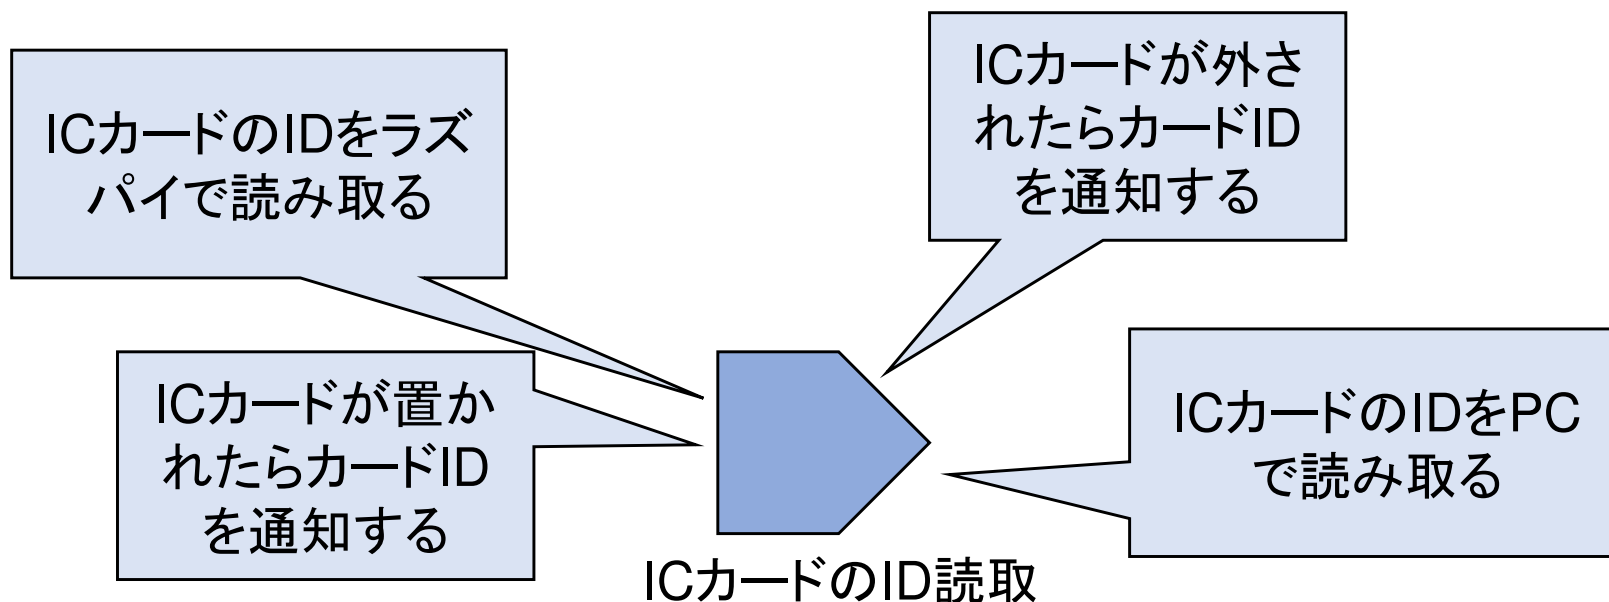 ICカードのIDをラズ
パイで読み取る
ICカードが外さ
れたらカードID
を通知する
ICカードが置か
れたらカードID
を通知する
ICカードのIDをPC
で読み取る
ICカードのID読取